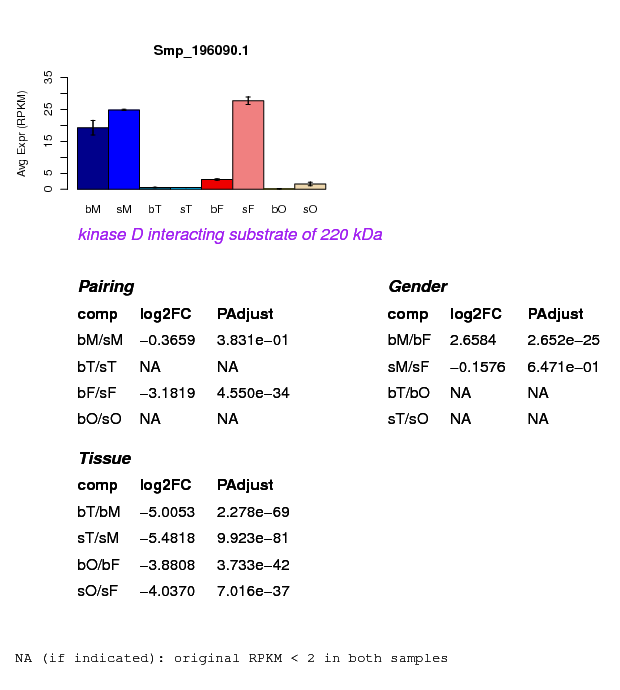 Smp_196090.1
Avg Expr (RPKM)
35
25
15
5
0
bM sM bT sT bF sF bO sO
kinase D interacting substrate of 220 kDa
Pairing
comp log2FC PAdjust
bM/sM −0.3659 3.831e−01
bT/sT NA NA
bF/sF −3.1819 4.550e−34
bO/sO NA NA
Gender
comp log2FC PAdjust
bM/bF 2.6584 2.652e−25
sM/sF −0.1576 6.471e−01
bT/bO NA NA
sT/sO NA NA
Tissue
comp log2FC PAdjust
bT/bM −5.0053 2.278e−69
sT/sM −5.4818 9.923e−81
bO/bF −3.8808 3.733e−42
sO/sF −4.0370 7.016e−37
NA (if indicated): original RPKM < 2 in both samples